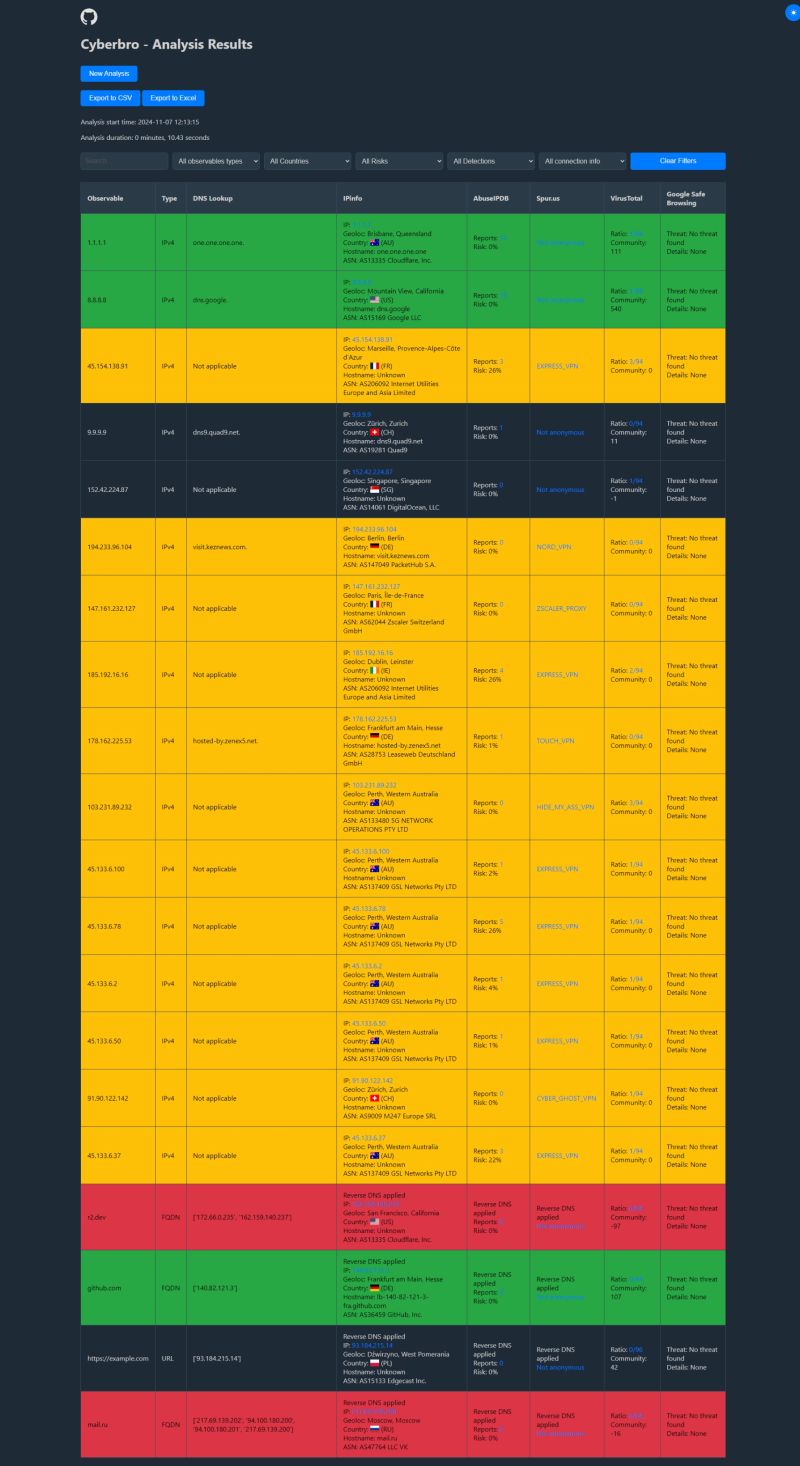 Cyberbro - Analysis Results
New Analysis
Export to CSV Export to Excel
Analysis start time: 2024-11-07 12:13:15
Analysis duration: 0 minutes, 10.43 seconds
Search... All observables types All Countries All Risks All Detections All connection info Clear Filters
Observable Type DNS Lookup IPinfo AbuseIPDB Spur.us VirusTotal Google Safe
Browsing
1.1.1.1 IPv4 one.one.one.one.
IP: 1.1.1.1
Geoloc: Brisbane, Queensland
Country: (AU)
Hostname: one.one.one.one
ASN: AS13335 Cloudflare, Inc.
Reports:
Risk: 0%
Not anonymous
Ratio:
Community:
111
Threat: No threat
found
Details: None
8.8.8.8 IPv4 dns.google.
IP: 8.8.8.8
Geoloc: Mountain View, California
Country: (US)
Hostname: dns.google
ASN: AS15169 Google LLC
Reports:
Risk: 0%
Not anonymous
Ratio:
Community:
540
Threat: No threat
found
Details: None
45.154.138.91 IPv4 Not applicable
IP: 45.154.138.91
Geoloc: Marseille, Provence-Alpes-Côte
d'Azur
Country: (FR)
Hostname: Unknown
ASN: AS206092 Internet Utilities
Europe and Asia Limited
Reports: 3
Risk: 26%
EXPRESS_VPN
Ratio: 2/94
Community: 0
Threat: No threat
found
Details: None
9.9.9.9 IPv4 dns9.quad9.net.
IP: 9.9.9.9
Geoloc: Zürich, Zurich
Country: (CH)
Hostname: dns9.quad9.net
ASN: AS19281 Quad9
Reports: 1
Risk: 0%
Not anonymous
Ratio: 0/94
Community:
11
Threat: No threat
found
Details: None
152.42.224.87 IPv4 Not applicable
IP: 152.42.224.87
Geoloc: Singapore, Singapore
Country: (SG)
Hostname: Unknown
ASN: AS14061 DigitalOcean, LLC
Reports: 0
Risk: 0%
Not anonymous
Ratio: 1/94
Community:
-1
Threat: No threat
found
Details: None
194.233.96.104 IPv4 visit.keznews.com.
IP: 194.233.96.104
Geoloc: Berlin, Berlin
Country: (DE)
Hostname: visit.keznews.com
ASN: AS147049 PacketHub S.A.
Reports: 0
Risk: 0%
NORD_VPN
Ratio: 0/94
Community: 0
Threat: No threat
found
Details: None
147.161.232.127 IPv4 Not applicable
IP: 147.161.232.127
Geoloc: Paris, Île-de-France
Country: (FR)
Hostname: Unknown
ASN: AS62044 Zscaler Switzerland
GmbH
Reports: 0
Risk: 0%
ZSCALER_PROXY
Ratio: 0/94
Community: 0
Threat: No threat
found
Details: None
185.192.16.16 IPv4 Not applicable
IP: 185.192.16.16
Geoloc: Dublin, Leinster
Country: (IE)
Hostname: Unknown
ASN: AS206092 Internet Utilities
Europe and Asia Limited
Reports: 4
Risk: 26%
EXPRESS_VPN
Ratio: 2/94
Community: 0
Threat: No threat
found
Details: None
178.162.225.53 IPv4 hosted-by.zenex5.net.
IP: 178.162.225.53
Geoloc: Frankfurt am Main, Hesse
Country: (DE)
Hostname: hosted-by.zenex5.net
ASN: AS28753 Leaseweb Deutschland
GmbH
Reports: 1
Risk: 1%
TOUCH_VPN
Ratio: 0/94
Community: 0
Threat: No threat
found
Details: None
103.231.89.232 IPv4 Not applicable
IP: 103.231.89.232
Geoloc: Perth, Western Australia
Country: (AU)
Hostname: Unknown
ASN: AS133480 5G NETWORK
OPERATIONS PTY LTD
Reports: 0
Risk: 0%
HIDE_MY_ASS_VPN
Ratio: 3/94
Community: 0
Threat: No threat
found
Details: None
45.133.6.100 IPv4 Not applicable
IP: 45.133.6.100
Geoloc: Perth, Western Australia
Country: (AU)
Hostname: Unknown
ASN: AS137409 GSL Networks Pty LTD
Reports: 1
Risk: 2%
EXPRESS_VPN
Ratio: 1/94
Community: 0
Threat: No threat
found
Details: None
45.133.6.78 IPv4 Not applicable
IP: 45.133.6.78
Geoloc: Perth, Western Australia
Country: (AU)
Hostname: Unknown
ASN: AS137409 GSL Networks Pty LTD
Reports: 5
Risk: 26%
EXPRESS_VPN
Ratio: 1/94
Community: 0
Threat: No threat
found
Details: None
45.133.6.2 IPv4 Not applicable
IP: 45.133.6.2
Geoloc: Perth, Western Australia
Country: (AU)
Hostname: Unknown
ASN: AS137409 GSL Networks Pty LTD
Reports: 1
Risk: 4%
EXPRESS_VPN
Ratio: 1/94
Community: 0
Threat: No threat
found
Details: None
45.133.6.50 IPv4 Not applicable
IP: 45.133.6.50
Geoloc: Perth, Western Australia
Country: (AU)
Hostname: Unknown
ASN: AS137409 GSL Networks Pty LTD
Reports: 1
Risk: 1%
EXPRESS_VPN
Ratio: 1/94
Community: 0
Threat: No threat
found
Details: None
91.90.122.142 IPv4 Not applicable
IP: 91.90.122.142
Geoloc: Zürich, Zurich
Country: (CH)
Hostname: Unknown
ASN: AS9009 M247 Europe SRL
Reports: 0
Risk: 0%
CYBER_GHOST_VPN
Ratio: 1/94
Community: 0
Threat: No threat
found
Details: None
45.133.6.37 IPv4 Not applicable
IP: 45.133.6.37
Geoloc: Perth, Western Australia
Country: (AU)
Hostname: Unknown
ASN: AS137409 GSL Networks Pty LTD
Reports: 3
Risk: 22%
EXPRESS_VPN
Ratio: 1/94
Community: 0
Threat: No threat
found
Details: None
r2.dev FQDN ['172.66.0.235', '162.159.140.237']
Reverse DNS applied
IP:
Geoloc: San Francisco, California
Country: (US)
Hostname: Unknown
ASN: AS13335 Cloudflare, Inc.
Reverse DNS
applied
Reports:
Risk: 0%
Reverse DNS
applied
Not anonymous
Ratio:
Community:
-97
Threat: No threat
found
Details: None
github.com FQDN ['140.82.121.3']
Reverse DNS applied
IP:
Geoloc: Frankfurt am Main, Hesse
Country: (DE)
Hostname: lb-140-82-121-3-
fra.github.com
ASN: AS36459 GitHub, Inc.
Reverse DNS
applied
Reports:
Risk: 0%
Reverse DNS
applied
Not anonymous
Ratio:
Community:
107
Threat: No threat
found
Details: None
https://example.com URL ['93.184.215.14']
Reverse DNS applied
IP: 93.184.215.14
Geoloc: Dźwirzyno, West Pomerania
Country: (PL)
Hostname: Unknown
ASN: AS15133 Edgecast Inc.
Reverse DNS
applied
Reports: 0
Risk: 0%
Reverse DNS
applied
Not anonymous
Ratio: 0/96
Community:
42
Threat: No threat
found
Details: None
mail.ru FQDN ['217.69.139.202', '94.100.180.200',
'94.100.180.201', '217.69.139.200']
Reverse DNS applied
IP:
Geoloc: Moscow, Moscow
Country: (RU)
Hostname: mail.ru
ASN: AS47764 LLC VK
Reverse DNS
applied
Reports:
Risk: 0%
Reverse DNS
applied
Not anonymous
Ratio:
Community:
-16
Threat: No threat
found
Details: None